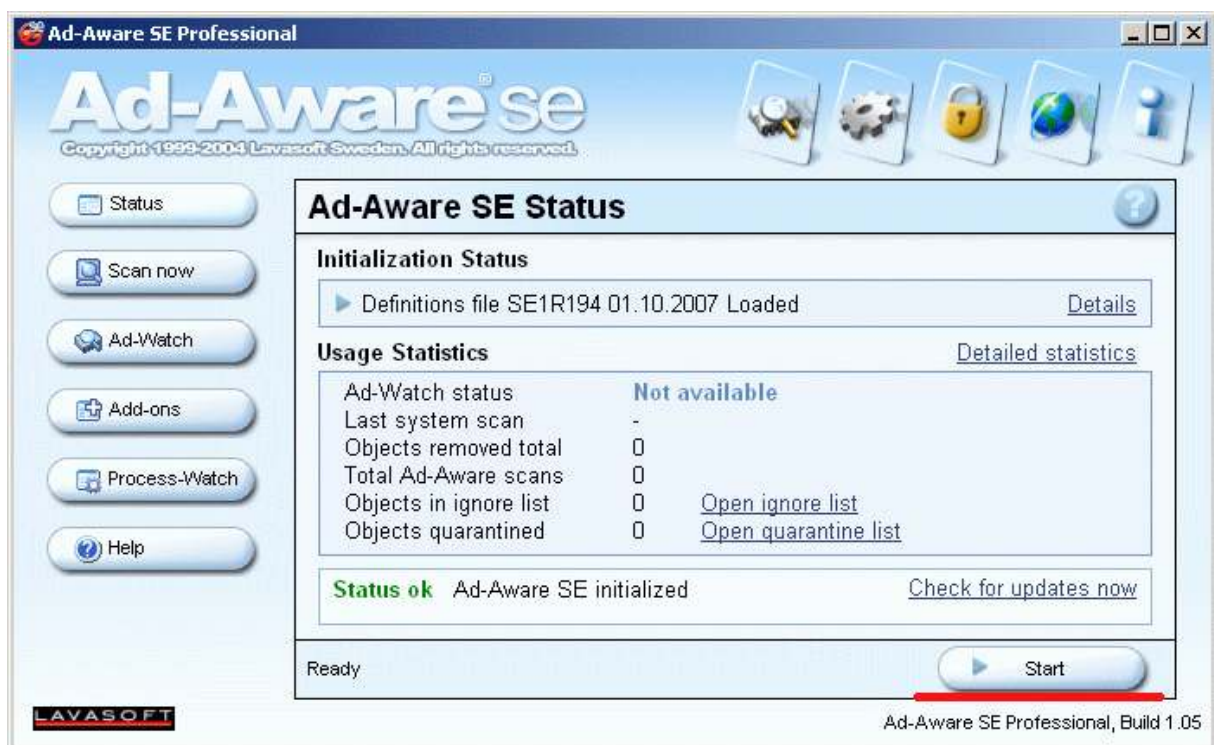 Ad-Aware SE Professional
Ad-Aware® se
Copyright 1999-2004 Lavasoft Sweden. All rights reserved.
Status
Scan now
Ad-Watch
Add-ons
Process-Watch
Help
Ad-Aware SE Status
?
Initialization Status
Definitions file SE1R194 01.10.2007 Loaded Details
Usage Statistics Detailed statistics
Ad-Watch status Not available
Last system scan -
Objects removed total 0
Total Ad-Aware scans 0
Objects in ignore list 0 Open ignore list
Objects quarantined 0 Open quarantine list
Status ok Ad-Aware SE initialized Check for updates now
Ready Start
LAVASOFT
Ad-Aware SE Professional, Build 1.05